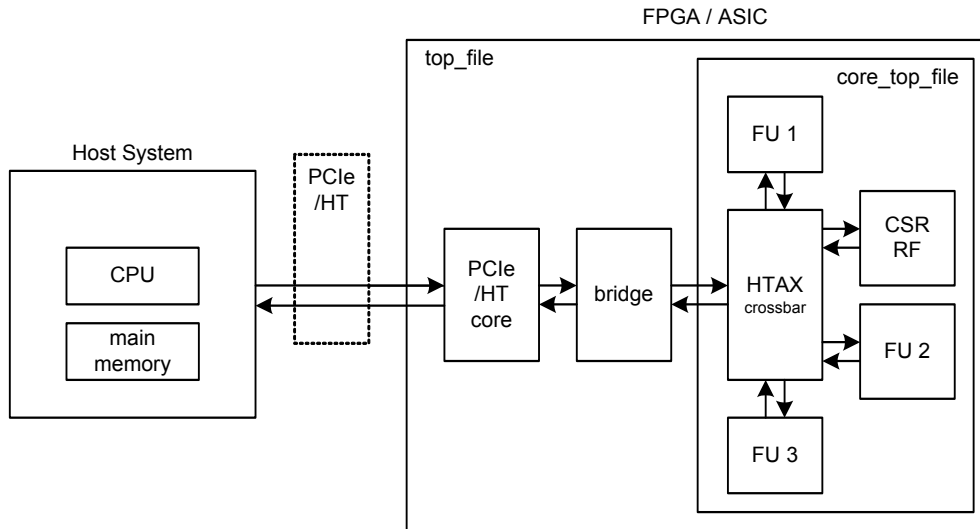 FPGA / ASIC
top_file
core_top_file
Host System
CPU
main
memory
PCIe
/HT
PCIe
/HT
core
bridge
FU 1
HTAX
crossbar
CSR
RF
FU 2
FU 3